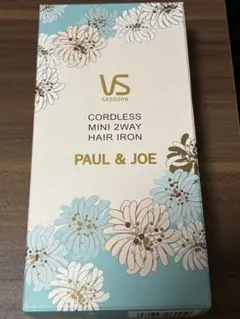 VS
SASSOON
CORDLESS
MINI 2WAY
HAIR IRON
PAUL & JOE